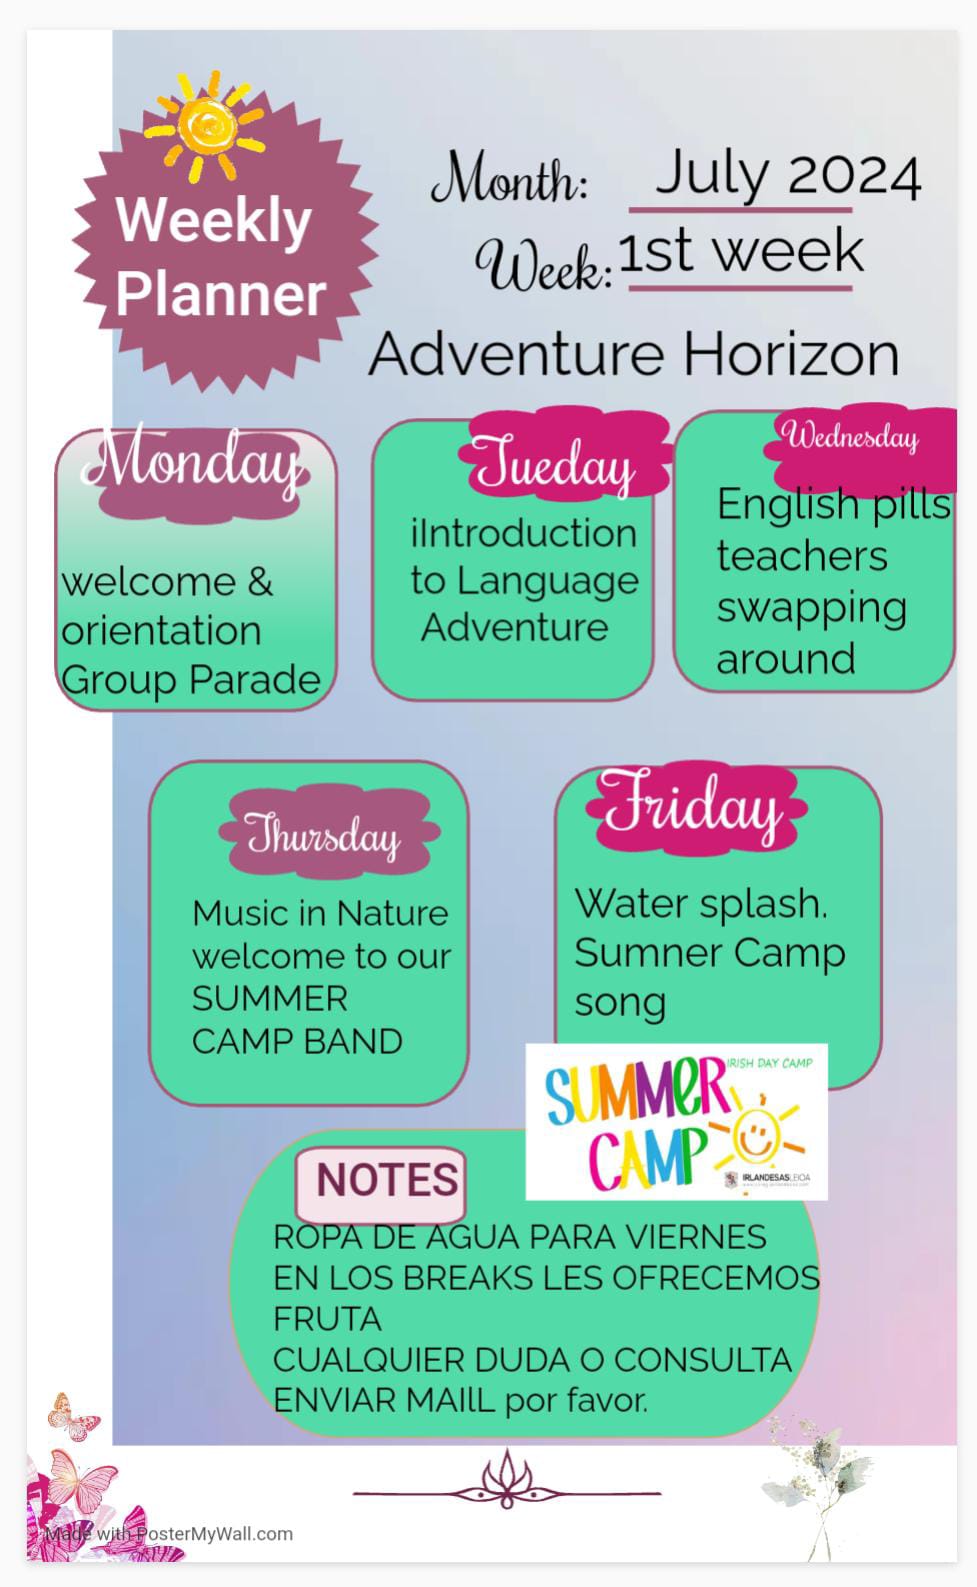 Weekly
Planner
Month: July 2024
Week: 1st week
Adventure Horizon
Monday
welcome &
orientation
Group Parade
Tueday
iIntroduction
to Language
Adventure
Wednesday
English pills
teachers
swapping
around
Thursday
Music in Nature
welcome to our
SUMMER
CAMP BAND
Friday
Water splash.
Sumner Camp
song
SUMMER
IRISH DAY CAMP
CAMP
IRLANDESASLEIOA
NOTES
ROPA DE AGUA PARA VIERNES
EN LOS BREAKS LES OFRECEMOS
FRUTA
CUALQUIER DUDA O CONSULTA
ENVIAR MAIlL por favor.
Made with PosterMyWall.com